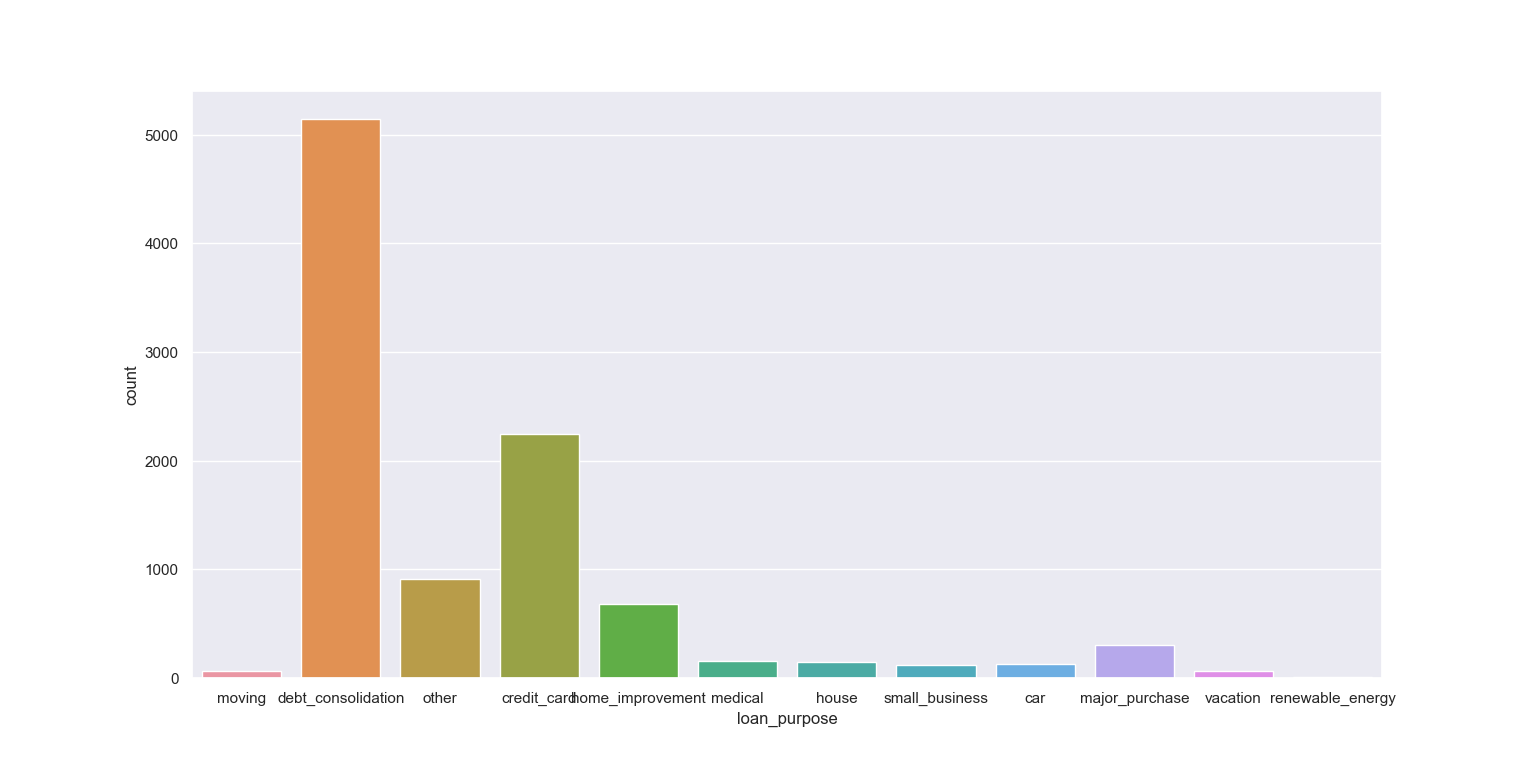 5000
4000
3000
2000
1000
0
count
moving debt_consolidation other credit_card home_improvement medical house small_business car major_purchase vacation renewable_energy
loan_purpose